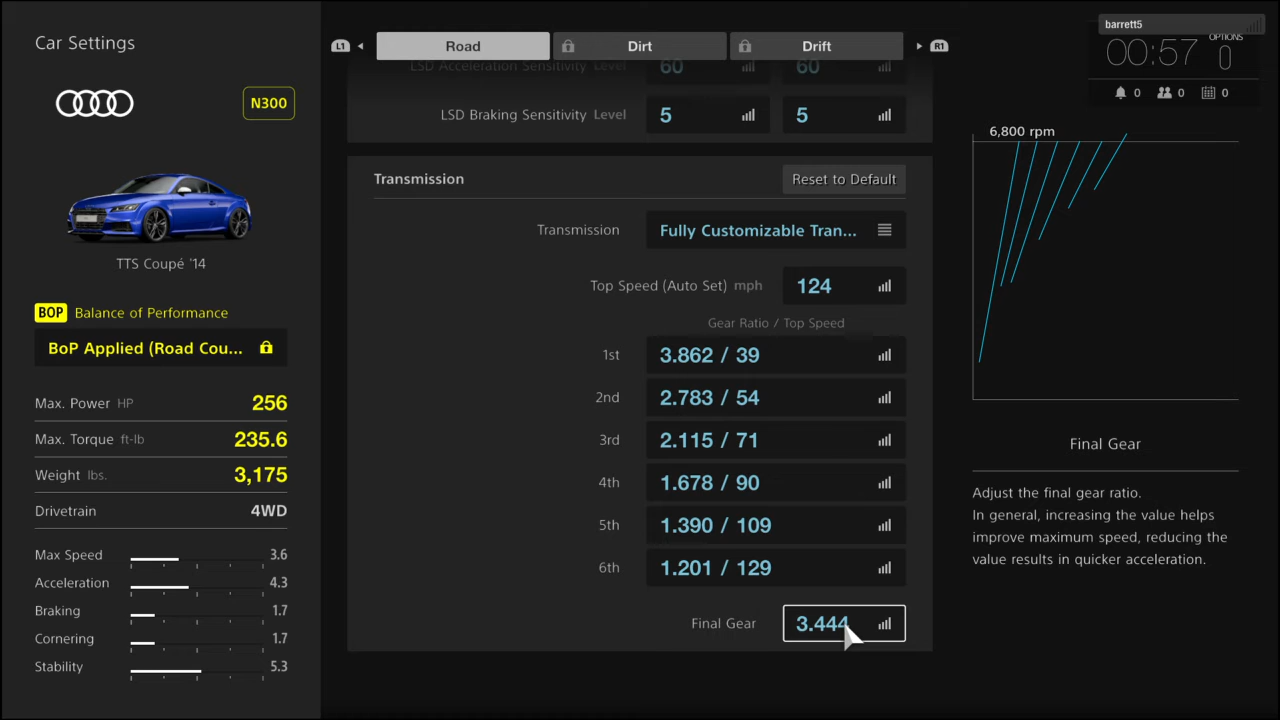 Car Settings
N300
TTS Coupé '14
BOP Balance of Performance
BoP Applied (Road Cou...
Max. Power HP 256
Max. Torque ft-lb 235.6
Weight lbs. 3,175
Drivetrain 4WD
Max Speed 3.6
Acceleration 4.3
Braking 1.7
Cornering 1.7
Stability 5.3
L1 Road Dirt Drift R1
LSD Acceleration Sensitivity Level 60 60
LSD Braking Sensitivity Level 5 5
Transmission Reset to Default
Transmission Fully Customizable Tran...
Top Speed (Auto Set) mph 124
Gear Ratio / Top Speed
1st 3.862 / 39
2nd 2.783 / 54
3rd 2.115 / 71
4th 1.678 / 90
5th 1.390 / 109
6th 1.201 / 129
Final Gear 3.444
barrett5
00:57 OPTIONS
0 0 0
6,800 rpm
Final Gear
Adjust the final gear ratio.
In general, increasing the value helps
improve maximum speed, reducing the
value results in quicker acceleration.